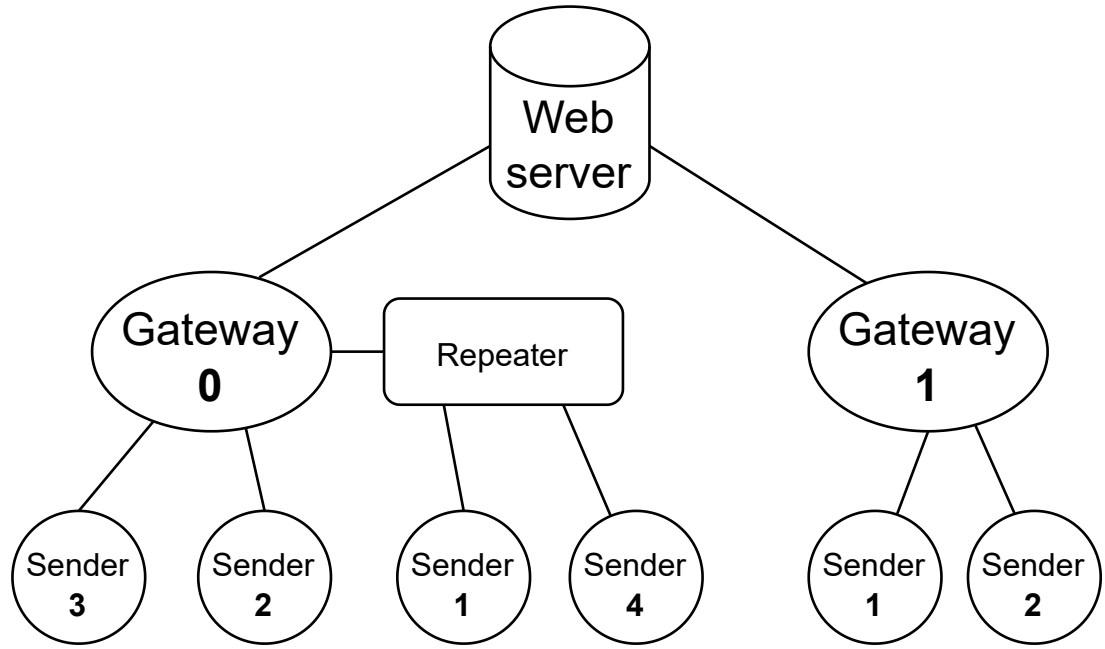 Web
server
Gateway
0
Repeater
Gateway
1
Sender
3
Sender
2
Sender
1
Sender
4
Sender
1
Sender
2